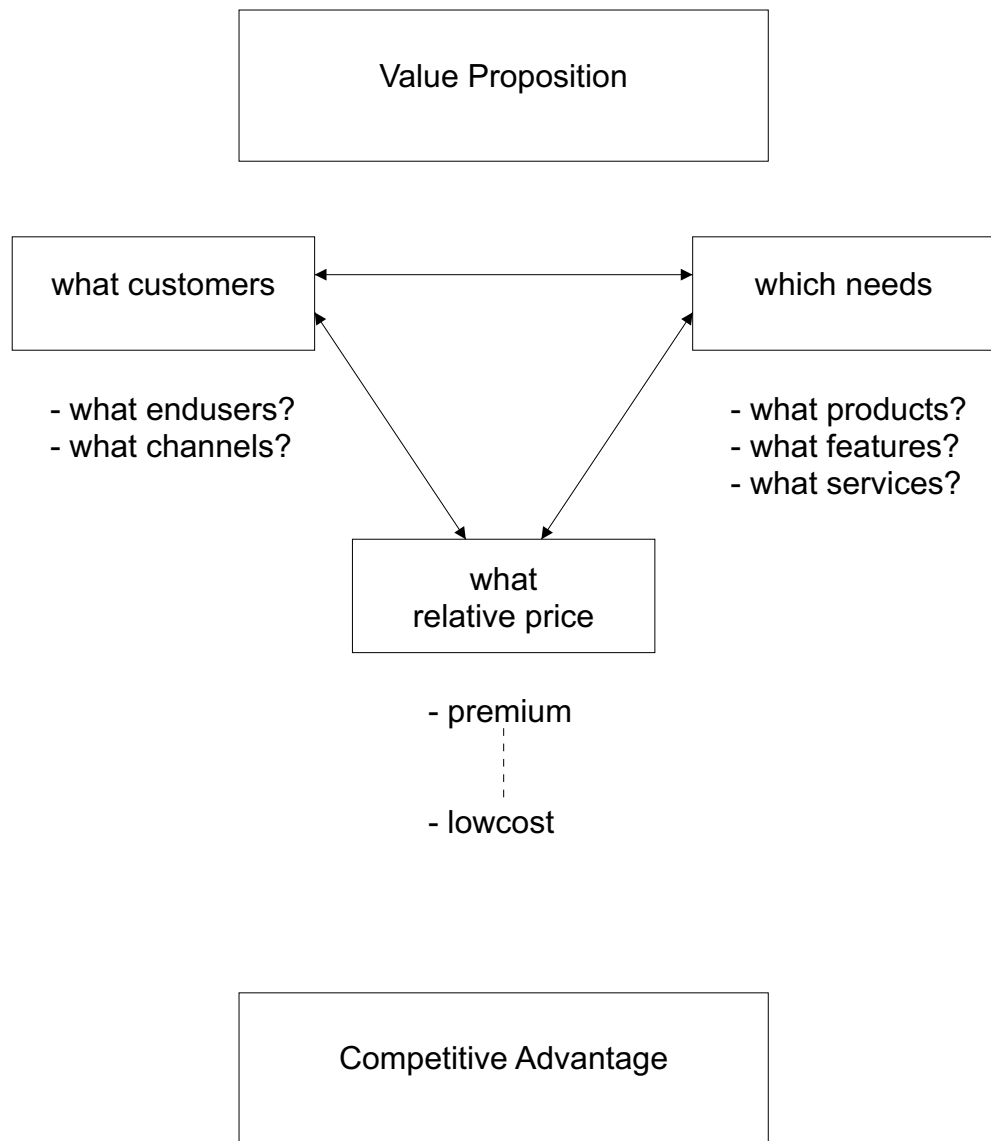 Value Proposition
what customers
which needs
- what endusers?
- what channels?
- what products?
- what features?
- what services?
what
relative price
- premium
- lowcost
Competitive Advantage